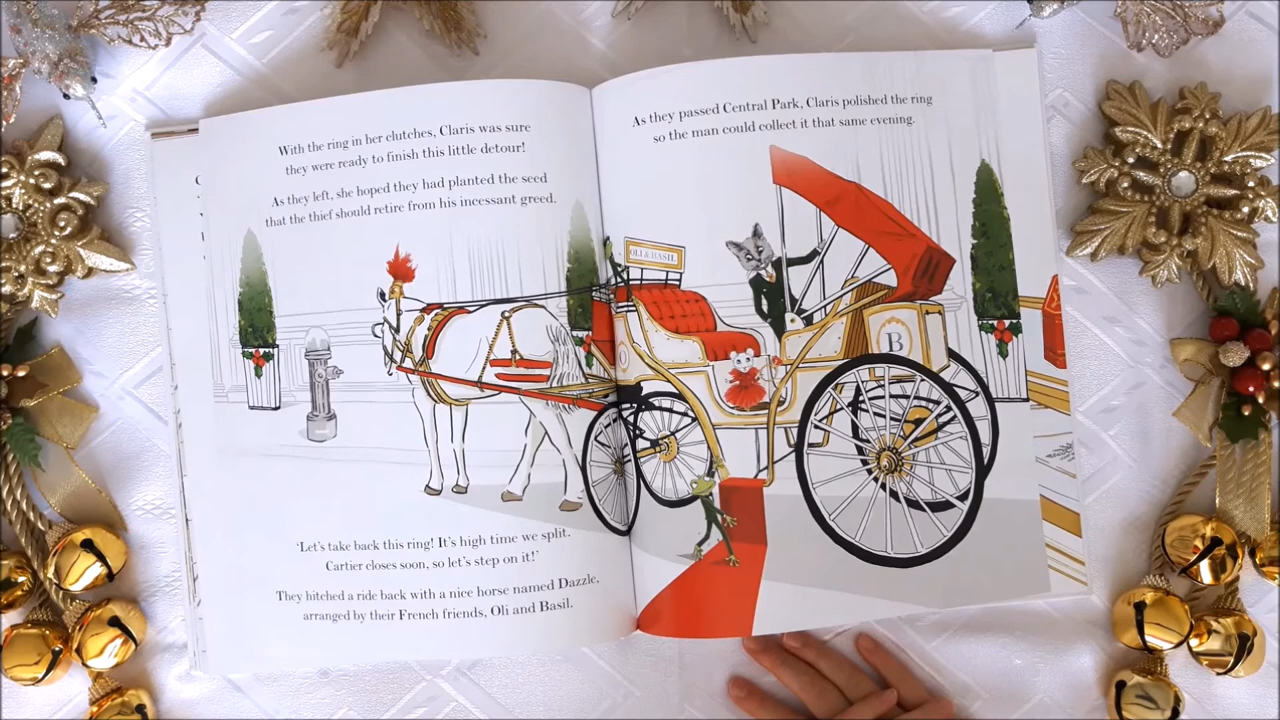 With the ring in her clutches, Claris was sure
they were ready to finish this little detour!
As they left, she hoped they had planted the seed
that the thief should retire from his incessant greed.
OLI & BASIL
'Let's take back this ring! It's high time we split.
Cartier closes soon, so let's step on it!'
They hitched a ride back with a nice horse named Dazzle,
arranged by their French friends, Oli and Basil.
As they passed Central Park, Claris polished the ring
so the man could collect it that same evening.
B